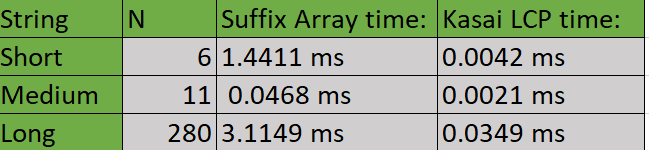 String N Suffix Array time: Kasai LCP time:
Short 6 1.4411 ms 0.0042 ms
Medium 11 0.0468 ms 0.0021 ms
Long 280 3.1149 ms 0.0349 ms